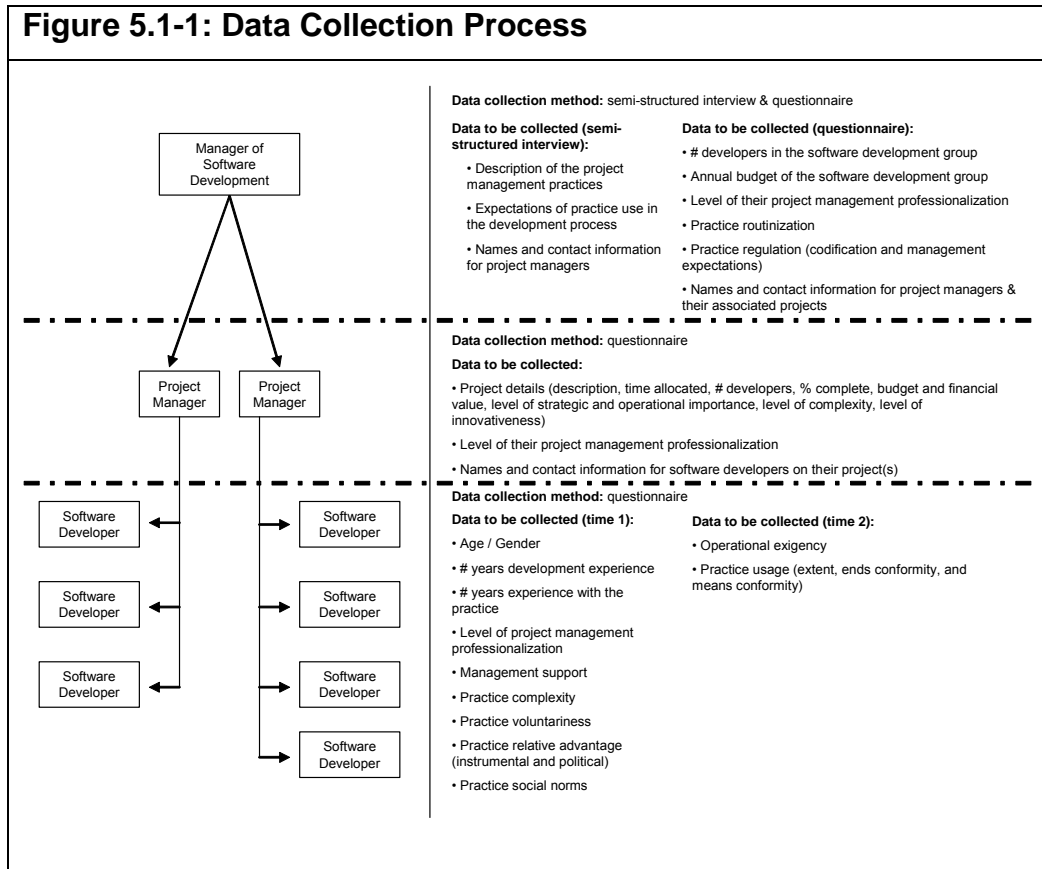 Figure 5.1-1: Data Collection Process
Manager of
Software
Development
Data collection method: semi-structured interview & questionnaire
Data to be collected (semi-
structured interview):
• Description of the project
management practices
• Expectations of practice use in
the development process
• Names and contact information
for project managers
Data to be collected (questionnaire):
• # developers in the software development group
• Annual budget of the software development group
• Level of their project management professionalization
• Practice routinization
• Practice regulation (codification and management
expectations)
• Names and contact information for project managers &
their associated projects
Project
Manager
Project
Manager
Data collection method: questionnaire
Data to be collected:
• Project details (description, time allocated, # developers, % complete, budget and financial
value, level of strategic and operational importance, level of complexity, level of
innovativeness)
• Level of their project management professionalization
• Names and contact information for software developers on their project(s)
Software
Developer
Software
Developer
Software
Developer
Software
Developer
Software
Developer
Software
Developer
Software
Developer
Data collection method: questionnaire
Data to be collected (time 1):
• Age / Gender
• # years development experience
• # years experience with the
practice
• Level of project management
professionalization
• Management support
• Practice complexity
• Practice voluntariness
• Practice relative advantage
(instrumental and political)
• Practice social norms
Data to be collected (time 2):
• Operational exigency
• Practice usage (extent, ends conformity, and
means conformity)